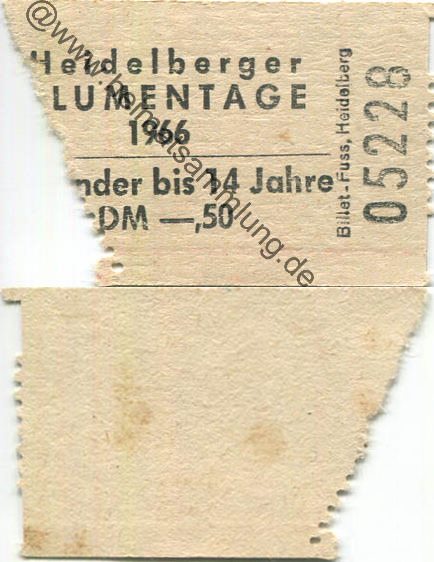 Heidelberger
LUMENTAGE
1966
nder bis 14 Jahre
DM —,50
Billet-Fuss, Heidelberg
05228
@www.heimatsammlung.de